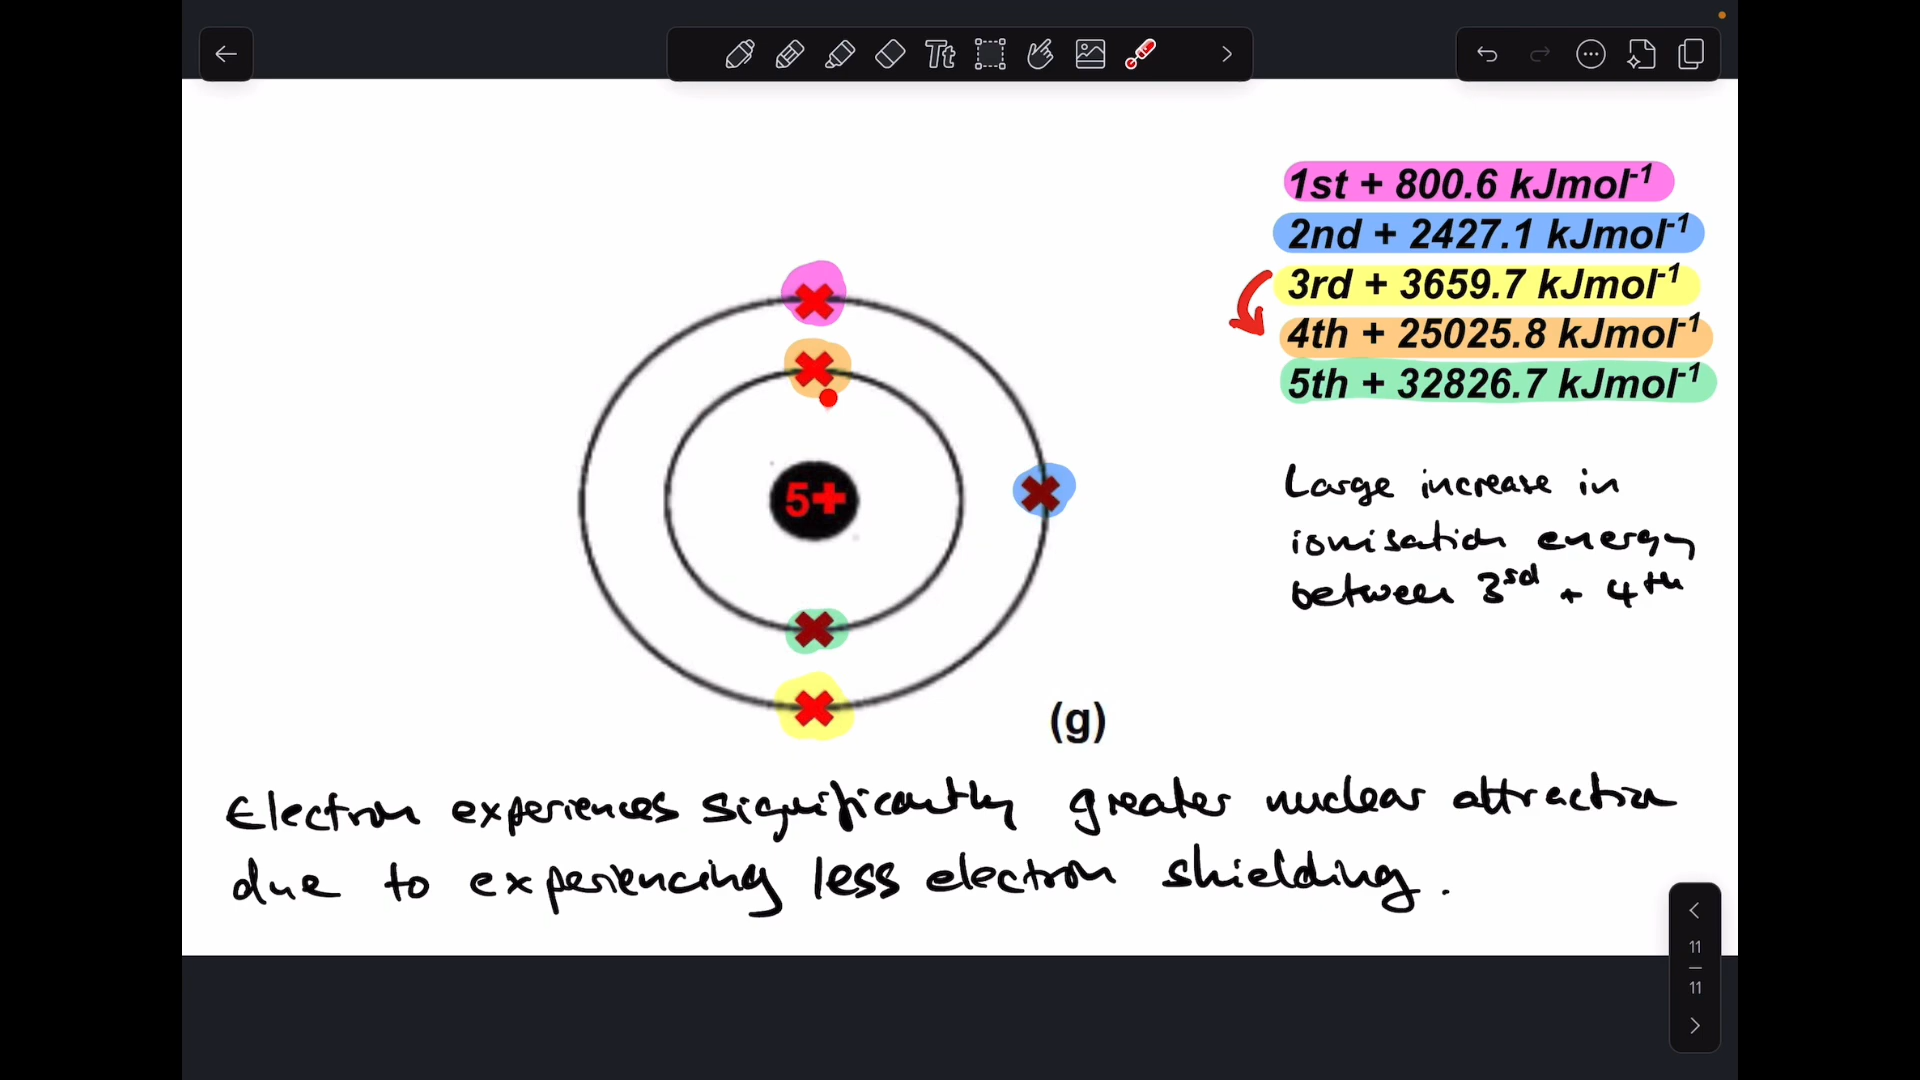 Tt
1st + 800.6 kJmol⁻¹
2nd + 2427.1 kJmol⁻¹
3rd + 3659.7 kJmol⁻¹
4th + 25025.8 kJmol⁻¹
5th + 32826.7 kJmol⁻¹
5+
Large increase in
ionisation energy
between 3rd + 4th
(g)
Electron experiences significantly greater nuclear attraction
due to experiencing less electron shielding.
11
11